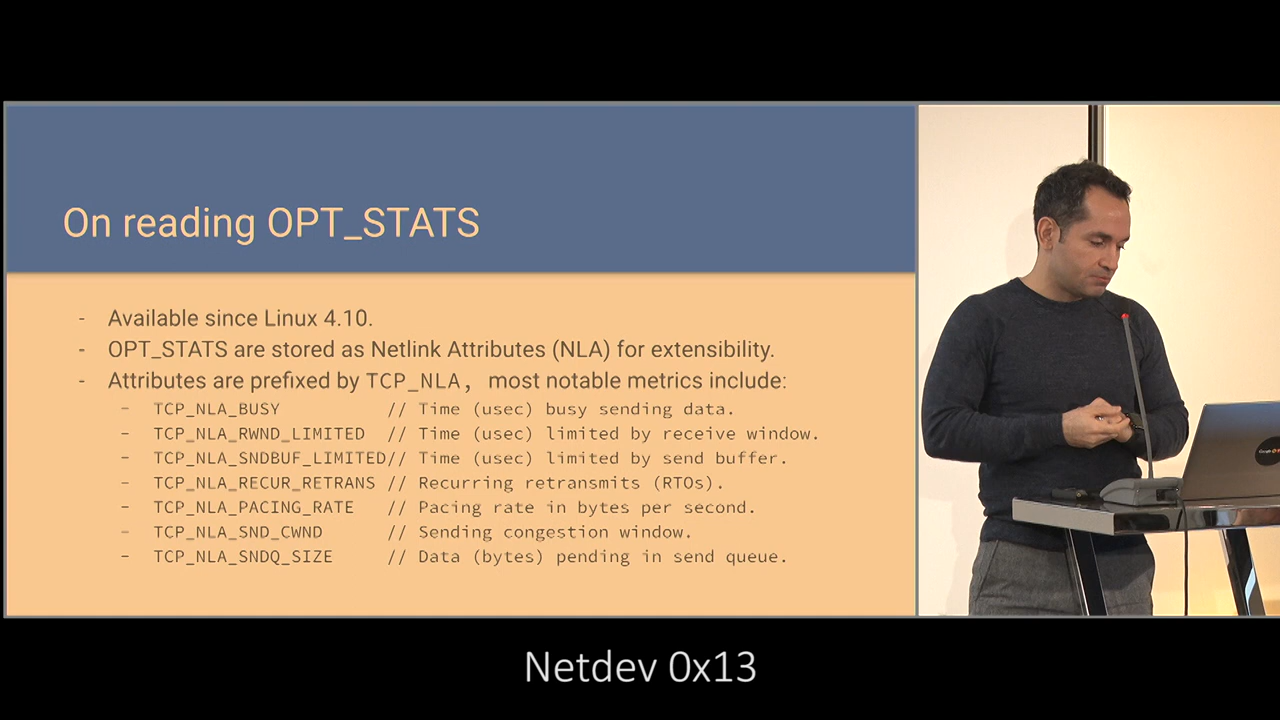 On reading OPT_STATS
- Available since Linux 4.10.
- OPT_STATS are stored as Netlink Attributes (NLA) for extensibility.
- Attributes are prefixed by TCP_NLA, most notable metrics include:
- TCP_NLA_BUSY // Time (usec) busy sending data.
- TCP_NLA_RWND_LIMITED // Time (usec) limited by receive window.
- TCP_NLA_SNDBUF_LIMITED// Time (usec) limited by send buffer.
- TCP_NLA_RECUR_RETRANS // Recurring retransmits (RTOs).
- TCP_NLA_PACING_RATE // Pacing rate in bytes per second.
- TCP_NLA_SND_CWND // Sending congestion window.
- TCP_NLA_SNDQ_SIZE // Data (bytes) pending in send queue.
Netdev 0x13